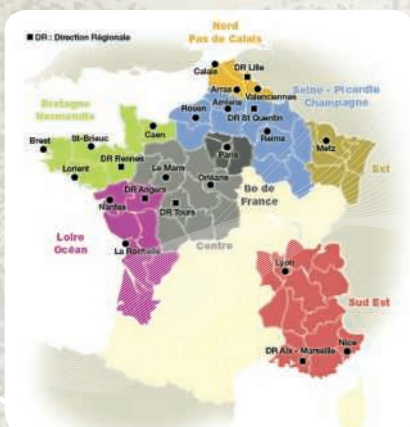 Nord
Pas de Calais
DR : Direction Régionale
Calais
DR Lille
Arras
Valenciennes
Amiens
Seine - Picardie
Champagne
Rouen
DR St Quentin
Bretagne
Normandie
Caen
Reims
Metz
Est
Brest
St-Brieuc
DR Rennes
Lorient
Le Mans
Paris
Orléans
DR Angers
Nantes
DR Tours
Ile de
France
Loire
Océan
La Rochelle
Centre
Lyon
Sud Est
Nice
DR Aix - Marseille